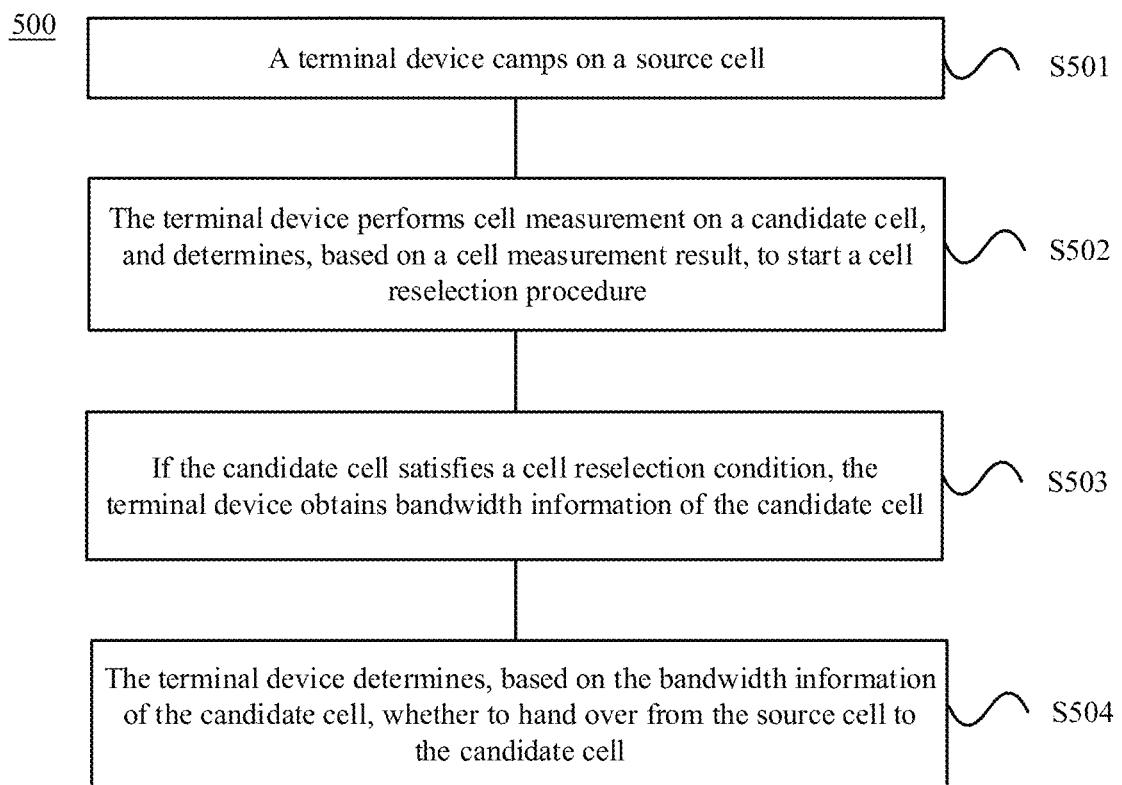 500
A terminal device camps on a source cell
S501
The terminal device performs cell measurement on a candidate cell,
and determines, based on a cell measurement result, to start a cell
reselection procedure
S502
If the candidate cell satisfies a cell reselection condition, the
terminal device obtains bandwidth information of the candidate cell
S503
The terminal device determines, based on the bandwidth information
of the candidate cell, whether to hand over from the source cell to
the candidate cell
S504